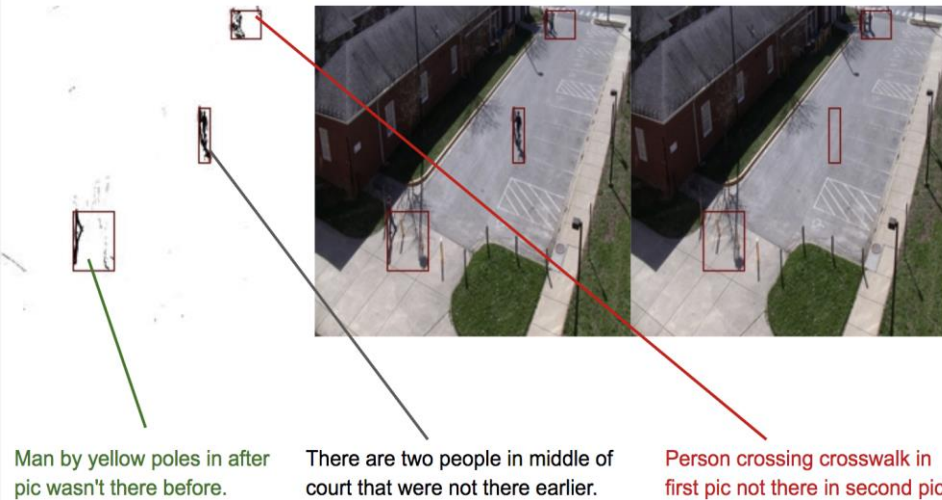 Man by yellow poles in after
pic wasn't there before.
There are two people in middle of
court that were not there earlier.
Person crossing crosswalk in
first pic not there in second pic